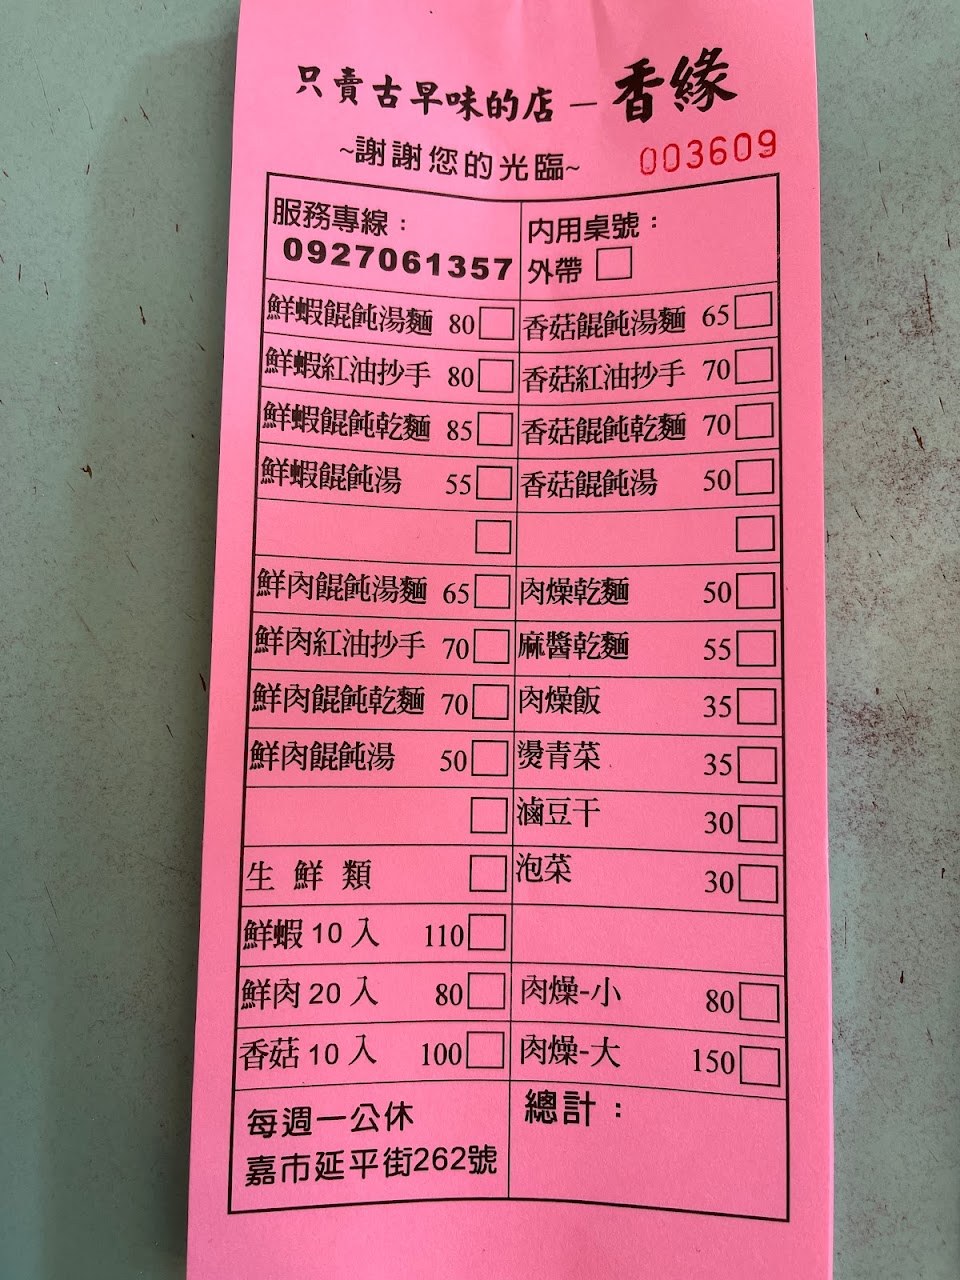 只賣古早味的店－香緣
~謝謝您的光臨~
003609
服務專線：
0927061357
內用桌號：
外帶
鮮蝦餛飩湯麵 80
香菇餛飩湯麵 65
鮮蝦紅油抄手 80
香菇紅油抄手 70
鮮蝦餛飩乾麵 85
香菇餛飩乾麵 70
鮮蝦餛飩湯 55
香菇餛飩湯 50
鮮肉餛飩湯麵 65
肉燥乾麵 50
鮮肉紅油抄手 70
麻醬乾麵 55
鮮肉餛飩乾麵 70
肉燥飯 35
鮮肉餛飩湯 50
燙青菜 35
滷豆干 30
生鮮類
泡菜 30
鮮蝦10入 110
鮮肉20入 80
肉燥-小 80
香菇10入 100
肉燥-大 150
每週一公休
嘉市延平街262號
總計：